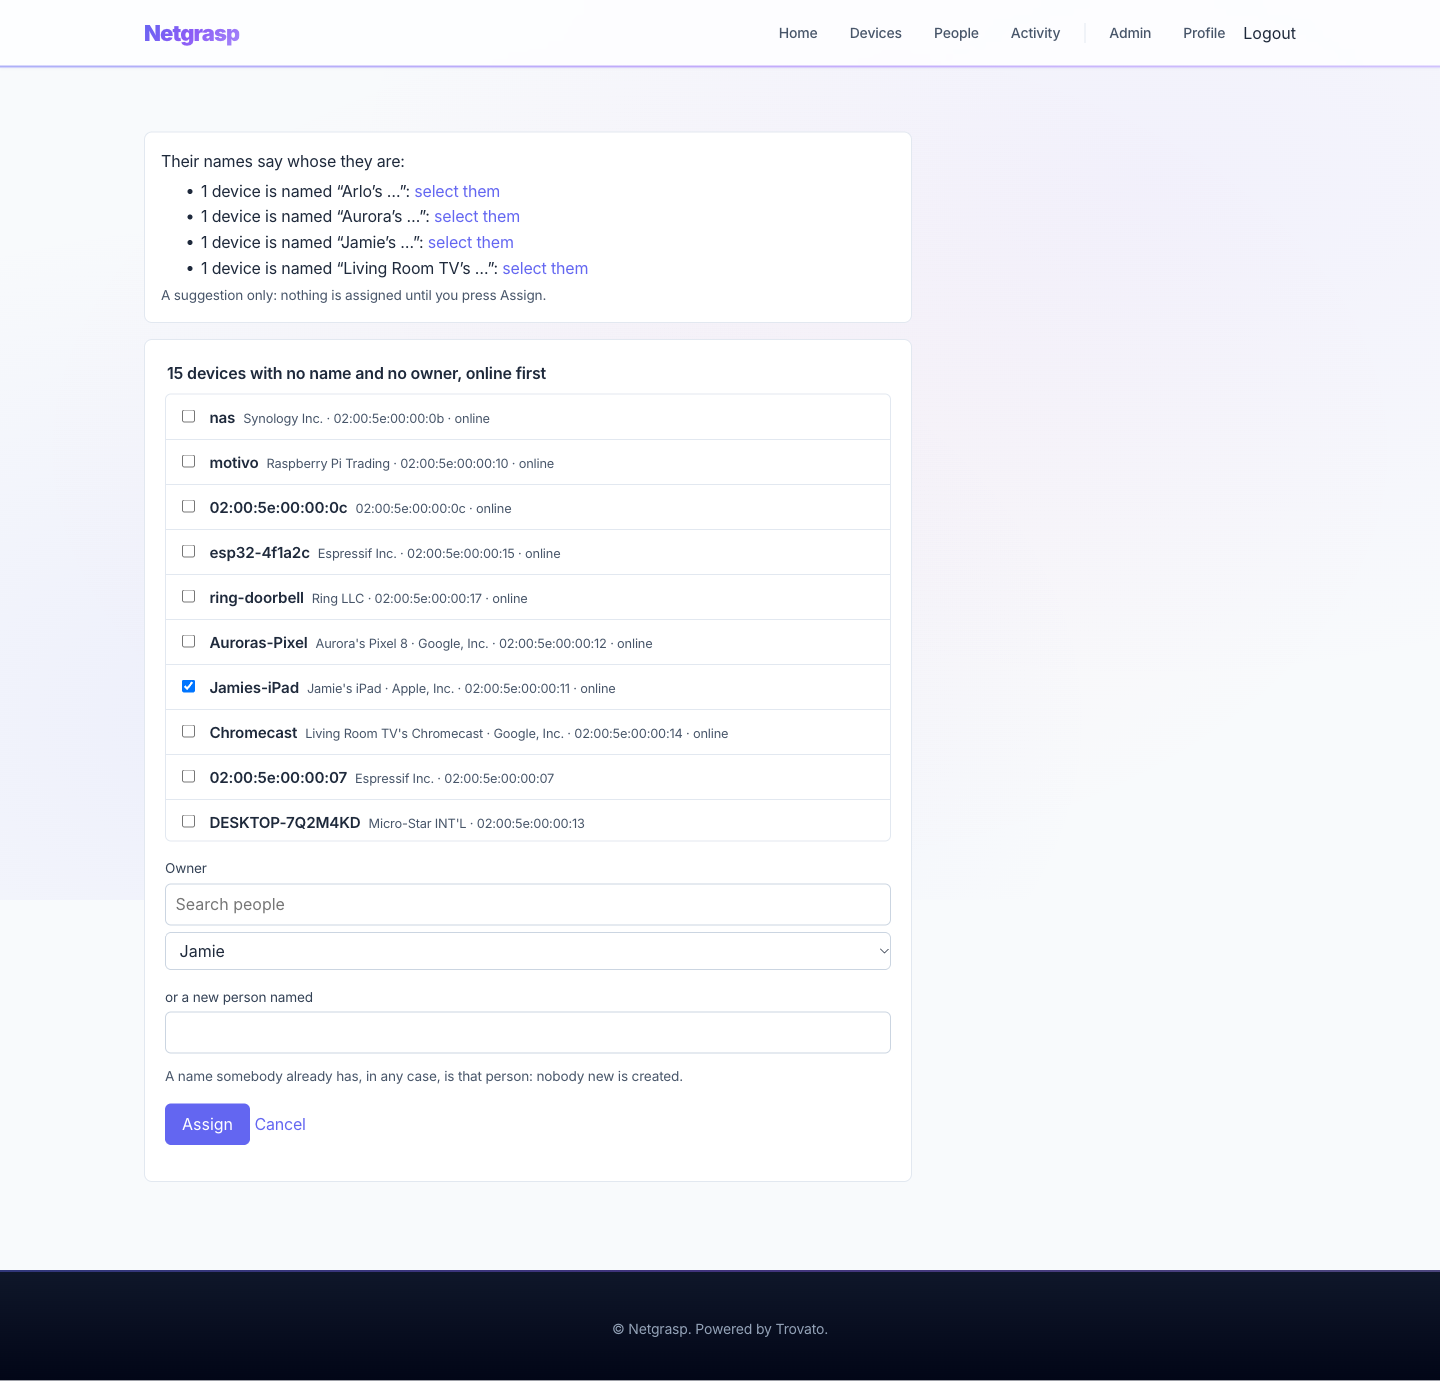 Netgrasp
Home Devices People Activity Admin Profile Logout
Their names say whose they are:
• 1 device is named “Arlo’s …”: select them
• 1 device is named “Aurora’s …”: select them
• 1 device is named “Jamie’s …”: select them
• 1 device is named “Living Room TV’s …”: select them
A suggestion only: nothing is assigned until you press Assign.
15 devices with no name and no owner, online first
nas Synology Inc. · 02:00:5e:00:00:0b · online
motivo Raspberry Pi Trading · 02:00:5e:00:00:10 · online
02:00:5e:00:00:0c 02:00:5e:00:00:0c · online
esp32-4f1a2c Espressif Inc. · 02:00:5e:00:00:15 · online
ring-doorbell Ring LLC · 02:00:5e:00:00:17 · online
Auroras-Pixel Aurora's Pixel 8 · Google, Inc. · 02:00:5e:00:00:12 · online
Jamies-iPad Jamie's iPad · Apple, Inc. · 02:00:5e:00:00:11 · online
Chromecast Living Room TV's Chromecast · Google, Inc. · 02:00:5e:00:00:14 · online
02:00:5e:00:00:07 Espressif Inc. · 02:00:5e:00:00:07
DESKTOP-7Q2M4KD Micro-Star INT'L · 02:00:5e:00:00:13
Owner
Search people
Jamie
or a new person named
A name somebody already has, in any case, is that person: nobody new is created.
Assign Cancel
© Netgrasp. Powered by Trovato.